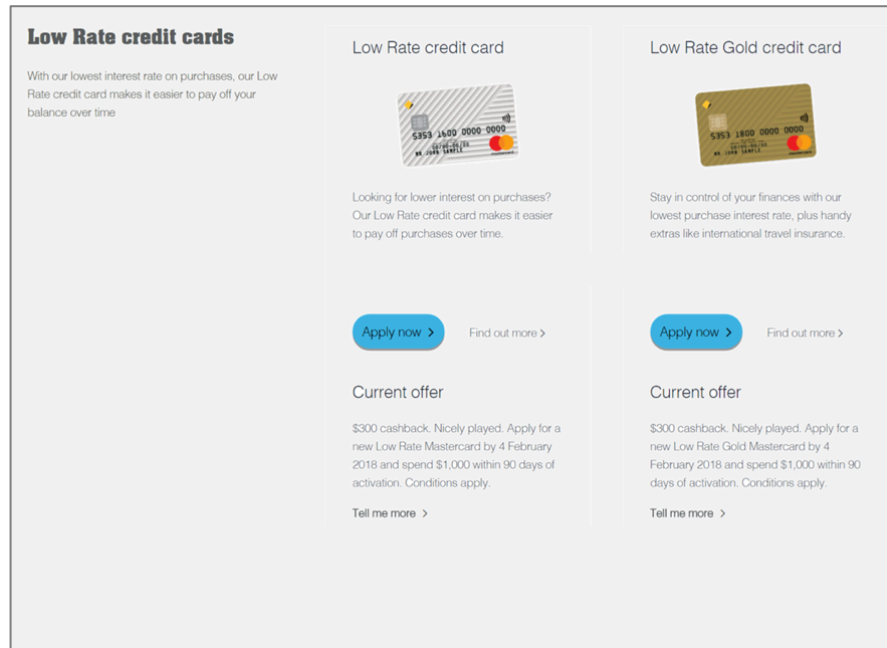 Low Rate credit cards
With our lowest interest rate on purchases, our Low
Rate credit card makes it easier to pay off your
balance over time
Low Rate credit card
5353 1600 0000 0000
MR JOHN SAMPLE
Looking for lower interest on purchases?
Our Low Rate credit card makes it easier
to pay off purchases over time.
Apply now >
Find out more >
Current offer
$300 cashback. Nicely played. Apply for a
new Low Rate Mastercard by 4 February
2018 and spend $1,000 within 90 days of
activation. Conditions apply.
Tell me more >
Low Rate Gold credit card
5353 1800 0000 0000
MR JOHN SAMPLE
Stay in control of your finances with our
lowest purchase interest rate, plus handy
extras like international travel insurance.
Apply now >
Find out more >
Current offer
$300 cashback. Nicely played. Apply for a
new Low Rate Gold Mastercard by 4
February 2018 and spend $1,000 within 90
days of activation. Conditions apply.
Tell me more >